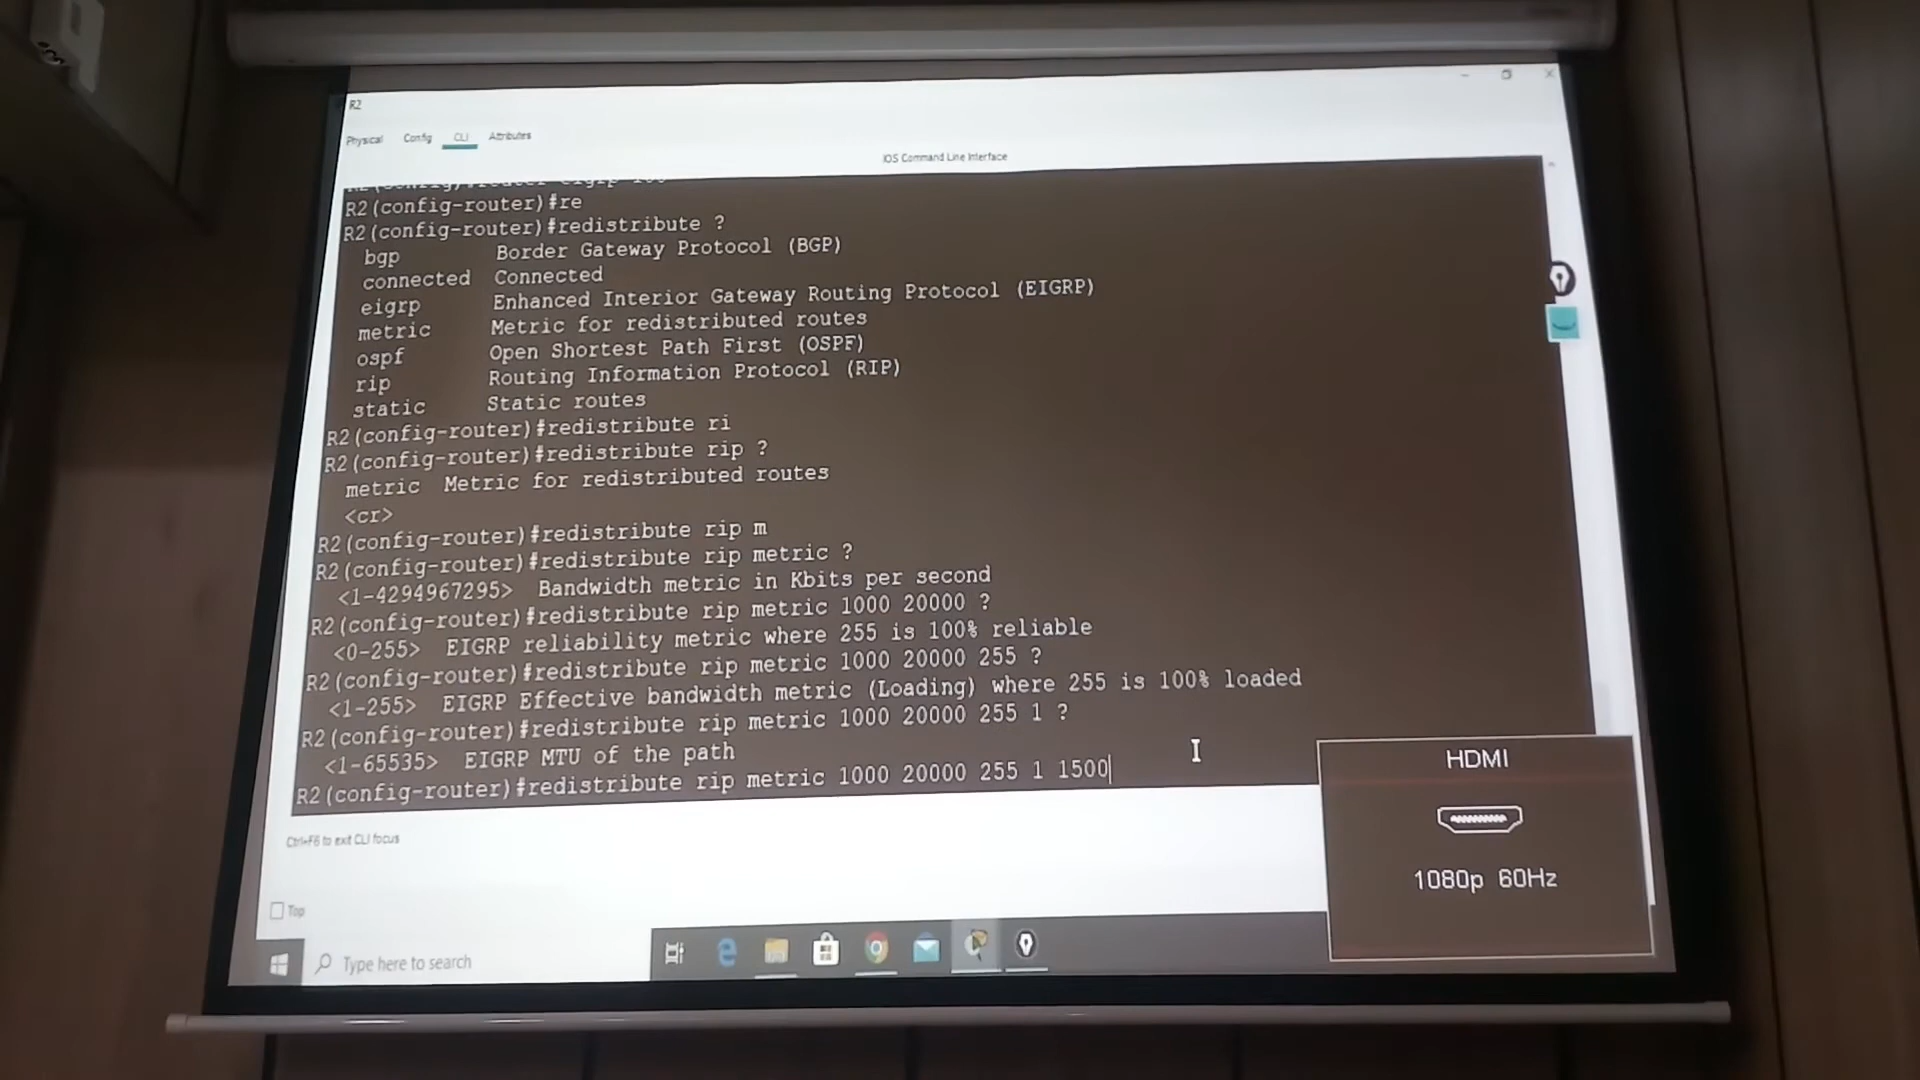 R2
Physical Config CLI Attributes
IOS Command Line Interface
R2(config-router)#re
R2(config-router)#redistribute ?
bgp Border Gateway Protocol (BGP)
connected Connected
eigrp Enhanced Interior Gateway Routing Protocol (EIGRP)
metric Metric for redistributed routes
ospf Open Shortest Path First (OSPF)
rip Routing Information Protocol (RIP)
static Static routes
R2(config-router)#redistribute ri
R2(config-router)#redistribute rip ?
metric Metric for redistributed routes
<cr>
R2(config-router)#redistribute rip m
R2(config-router)#redistribute rip metric ?
<1-4294967295> Bandwidth metric in Kbits per second
R2(config-router)#redistribute rip metric 1000 20000 ?
<0-255> EIGRP reliability metric where 255 is 100% reliable
R2(config-router)#redistribute rip metric 1000 20000 255 ?
<1-255> EIGRP Effective bandwidth metric (Loading) where 255 is 100% loaded
R2(config-router)#redistribute rip metric 1000 20000 255 1 ?
<1-65535> EIGRP MTU of the path
R2(config-router)#redistribute rip metric 1000 20000 255 1 1500
Ctrl+F6 to exit CLI focus
Top
Type here to search
HDMI
1080p 60Hz